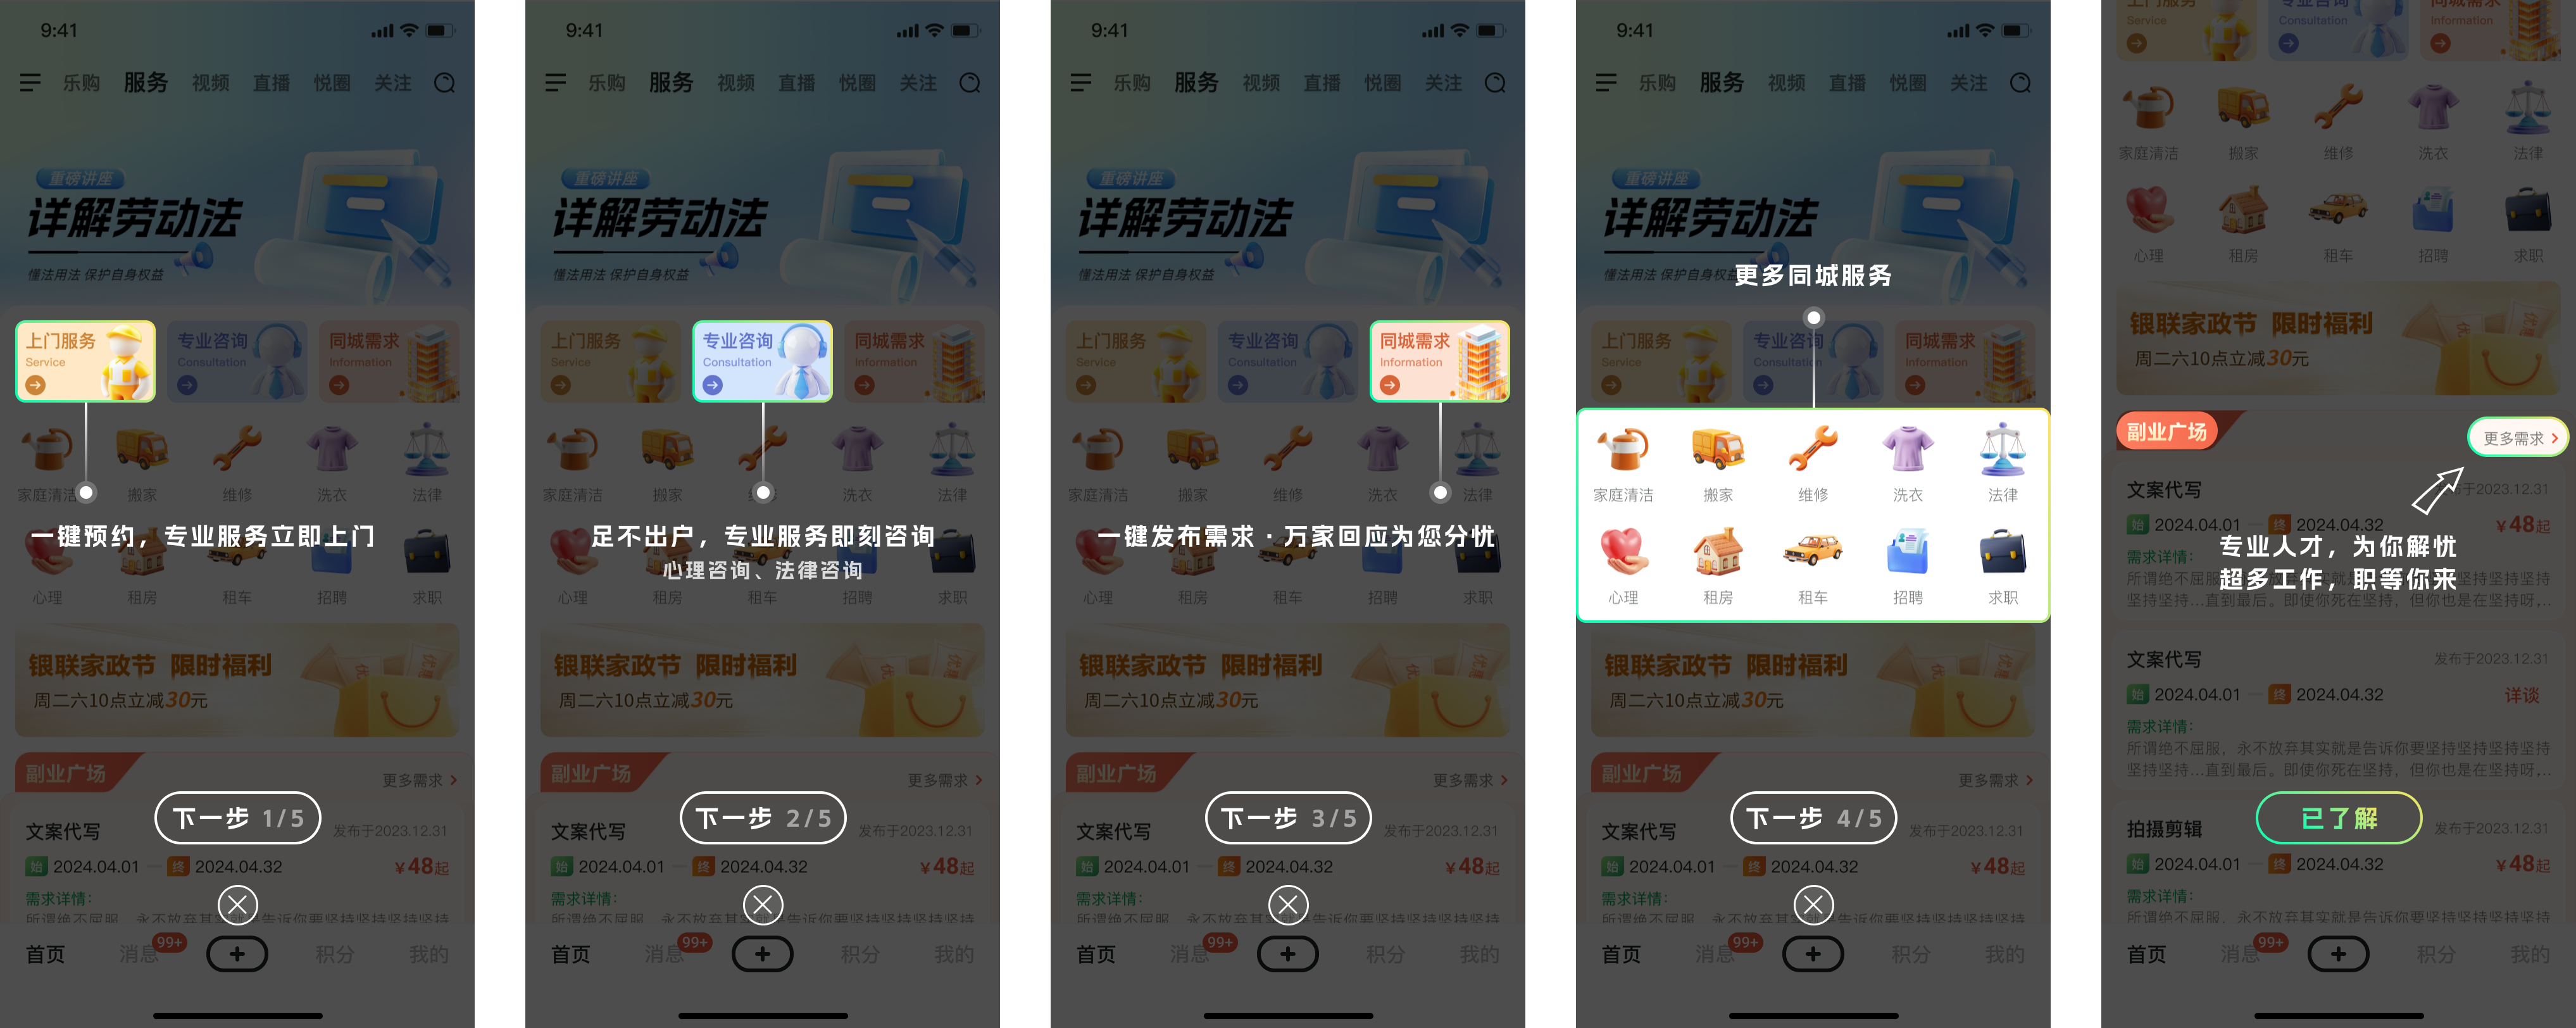 9:41
乐购 服务 视频 直播 悦圈 关注
重磅讲座
详解劳动法
懂法用法 保护自身权益
上门服务 专业咨询 同城需求
Service Consultation Information
家庭清洁 搬家 维修 洗衣 法律
一键预约，专业服务立即上门
心理 租房 租车 招聘 求职
银联家政节 限时福利
周二六10点立减30元
副业广场 更多需求
下一步 1/5
文案代写 发布于2023.12.31
始 2024.04.01 终 2024.04.32 ¥48起
需求详情:
所谓绝不屈服，永不放弃其实就是告诉你要坚持坚持坚持坚持
首页 消息 99+ 积分 我的
9:41
乐购 服务 视频 直播 悦圈 关注
重磅讲座
详解劳动法
懂法用法 保护自身权益
上门服务 专业咨询 同城需求
Service Consultation Information
家庭清洁 搬家 洗衣 法律
足不出户，专业服务即刻咨询
心理咨询、法律咨询
心理 租房 租车 招聘 求职
银联家政节 限时福利
周二六10点立减30元
副业广场 更多需求
下一步 2/5
文案代写 发布于2023.12.31
始 2024.04.01 终 2024.04.32 ¥48起
需求详情:
所谓绝不屈服，永不放弃其实就是告诉你要坚持坚持坚持坚持
首页 消息 99+ 积分 我的
9:41
乐购 服务 视频 直播 悦圈 关注
重磅讲座
详解劳动法
懂法用法 保护自身权益
上门服务 专业咨询 同城需求
Service Consultation Information
家庭清洁 搬家 维修 洗衣 法律
一键发布需求·万家回应为您分忧
心理 租房 租车 招聘 求职
银联家政节 限时福利
周二六10点立减30元
副业广场 更多需求
下一步 3/5
文案代写 发布于2023.12.31
始 2024.04.01 终 2024.04.32 ¥48起
需求详情:
所谓绝不屈服，永不放弃其实就是告诉你要坚持坚持坚持坚持
首页 消息 99+ 积分 我的
9:41
乐购 服务 视频 直播 悦圈 关注
重磅讲座
详解劳动法
懂法用法 保护自身权益
更多同城服务
上门服务 专业咨询 同城需求
Service Consultation Information
家庭清洁 搬家 维修 洗衣 法律
心理 租房 租车 招聘 求职
银联家政节 限时福利
周二六10点立减30元
副业广场 更多需求
下一步 4/5
文案代写 发布于2023.12.31
始 2024.04.01 终 2024.04.32 ¥48起
需求详情:
所谓绝不屈服，永不放弃其实就是告诉你要坚持坚持坚持坚持
首页 消息 99+ 积分 我的
上门服务 专业咨询 同城需求
Service Consultation Information
家庭清洁 搬家 维修 洗衣 法律
心理 租房 租车 招聘 求职
银联家政节 限时福利
周二六10点立减30元
副业广场 更多需求
文案代写 于2023.12.31
始 2024.04.01 终 2024.04.32 ¥48起
专业人才，为你解忧
需求详情:
超多工作，职等你来
所谓绝不屈服 坚持坚持坚持
坚持坚持...直到最后。即使你死在坚持，但你也是在坚持呀,..
文案代写 发布于2023.12.31
始 2024.04.01 终 2024.04.32 详谈
需求详情:
所谓绝不屈服，永不放弃其实就是告诉你要坚持坚持坚持坚持
坚持坚持...直到最后。即使你死在坚持，但你也是在坚持呀,..
已了解
拍摄剪辑 发布于2023.12.31
始 2024.04.01 终 2024.04.32 ¥48起
需求详情:
所谓绝不屈服，永不放弃其实就是告诉你要坚持坚持坚持坚持
首页 消息 99+ 积分 我的